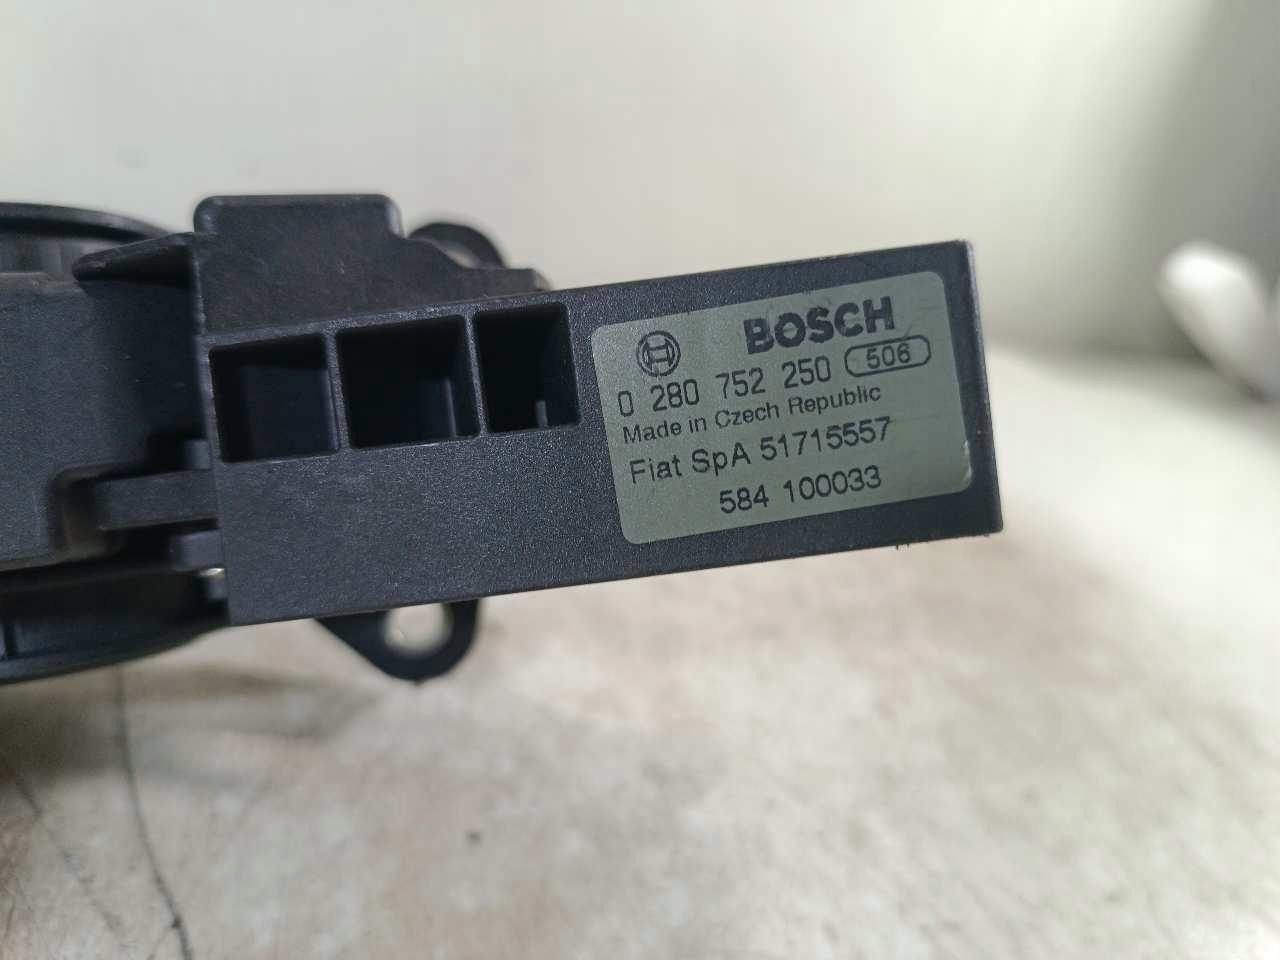 BOSCH
0 280 752 250 506
Made in Czech Republic
Fiat SpA 51715557
584 100033